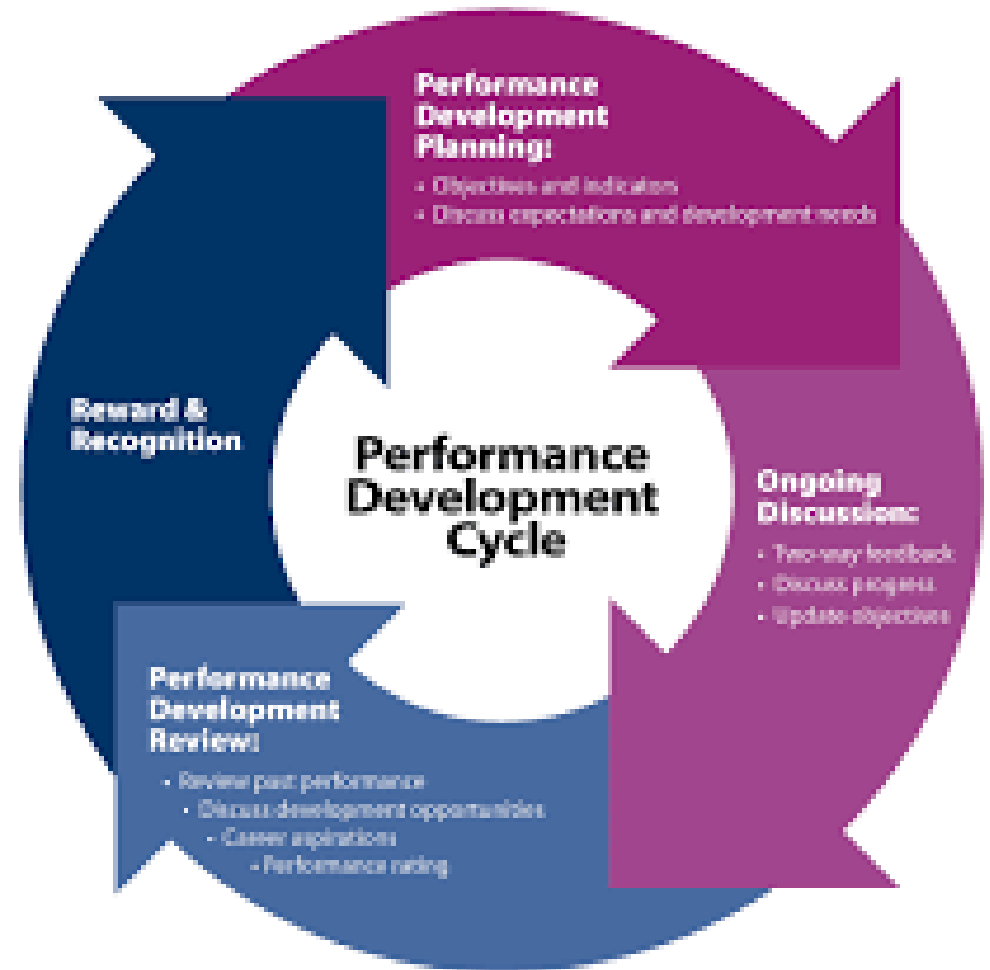 Performance
Development
Planning:
• Objectives and indicators
• Discuss expectations and development needs
Ongoing
Discussion:
• Two-way feedback
• Discuss progress
• Update objectives
Performance
Development
Review:
• Review past performance
• Discuss development opportunities
• Career aspirations
• Performance rating
Reward &
Recognition
Performance
Development
Cycle